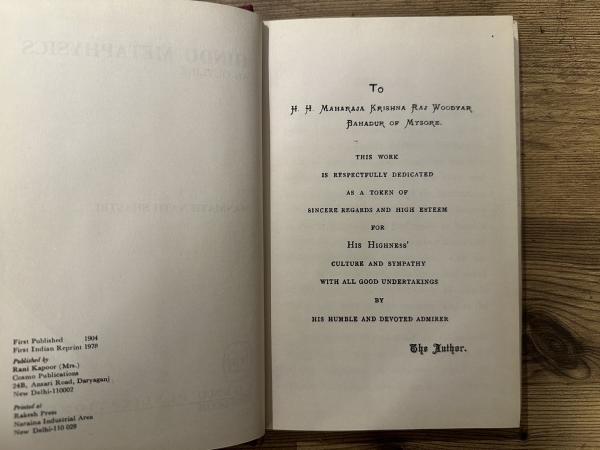 First Published 1904
First Indian Reprint 1978
Published by
Rani Kapoor (Mrs.)
Cosmo Publications
24B, Ansari Road, Daryaganj
New Delhi-110002
Printed at
Rakesh Press
Naraina Industrial Area
New Delhi-110 028
To
H. H. Maharaja Krishna Raj Woodyar
Bahadur of Mysore.
THIS WORK
IS RESPECTFULLY DEDICATED
AS A TOKEN OF
SINCERE REGARDS AND HIGH ESTEEM
FOR
His Highness'
CULTURE AND SYMPATHY
WITH ALL GOOD UNDERTAKINGS
BY
HIS HUMBLE AND DEVOTED ADMIRER
The Author.